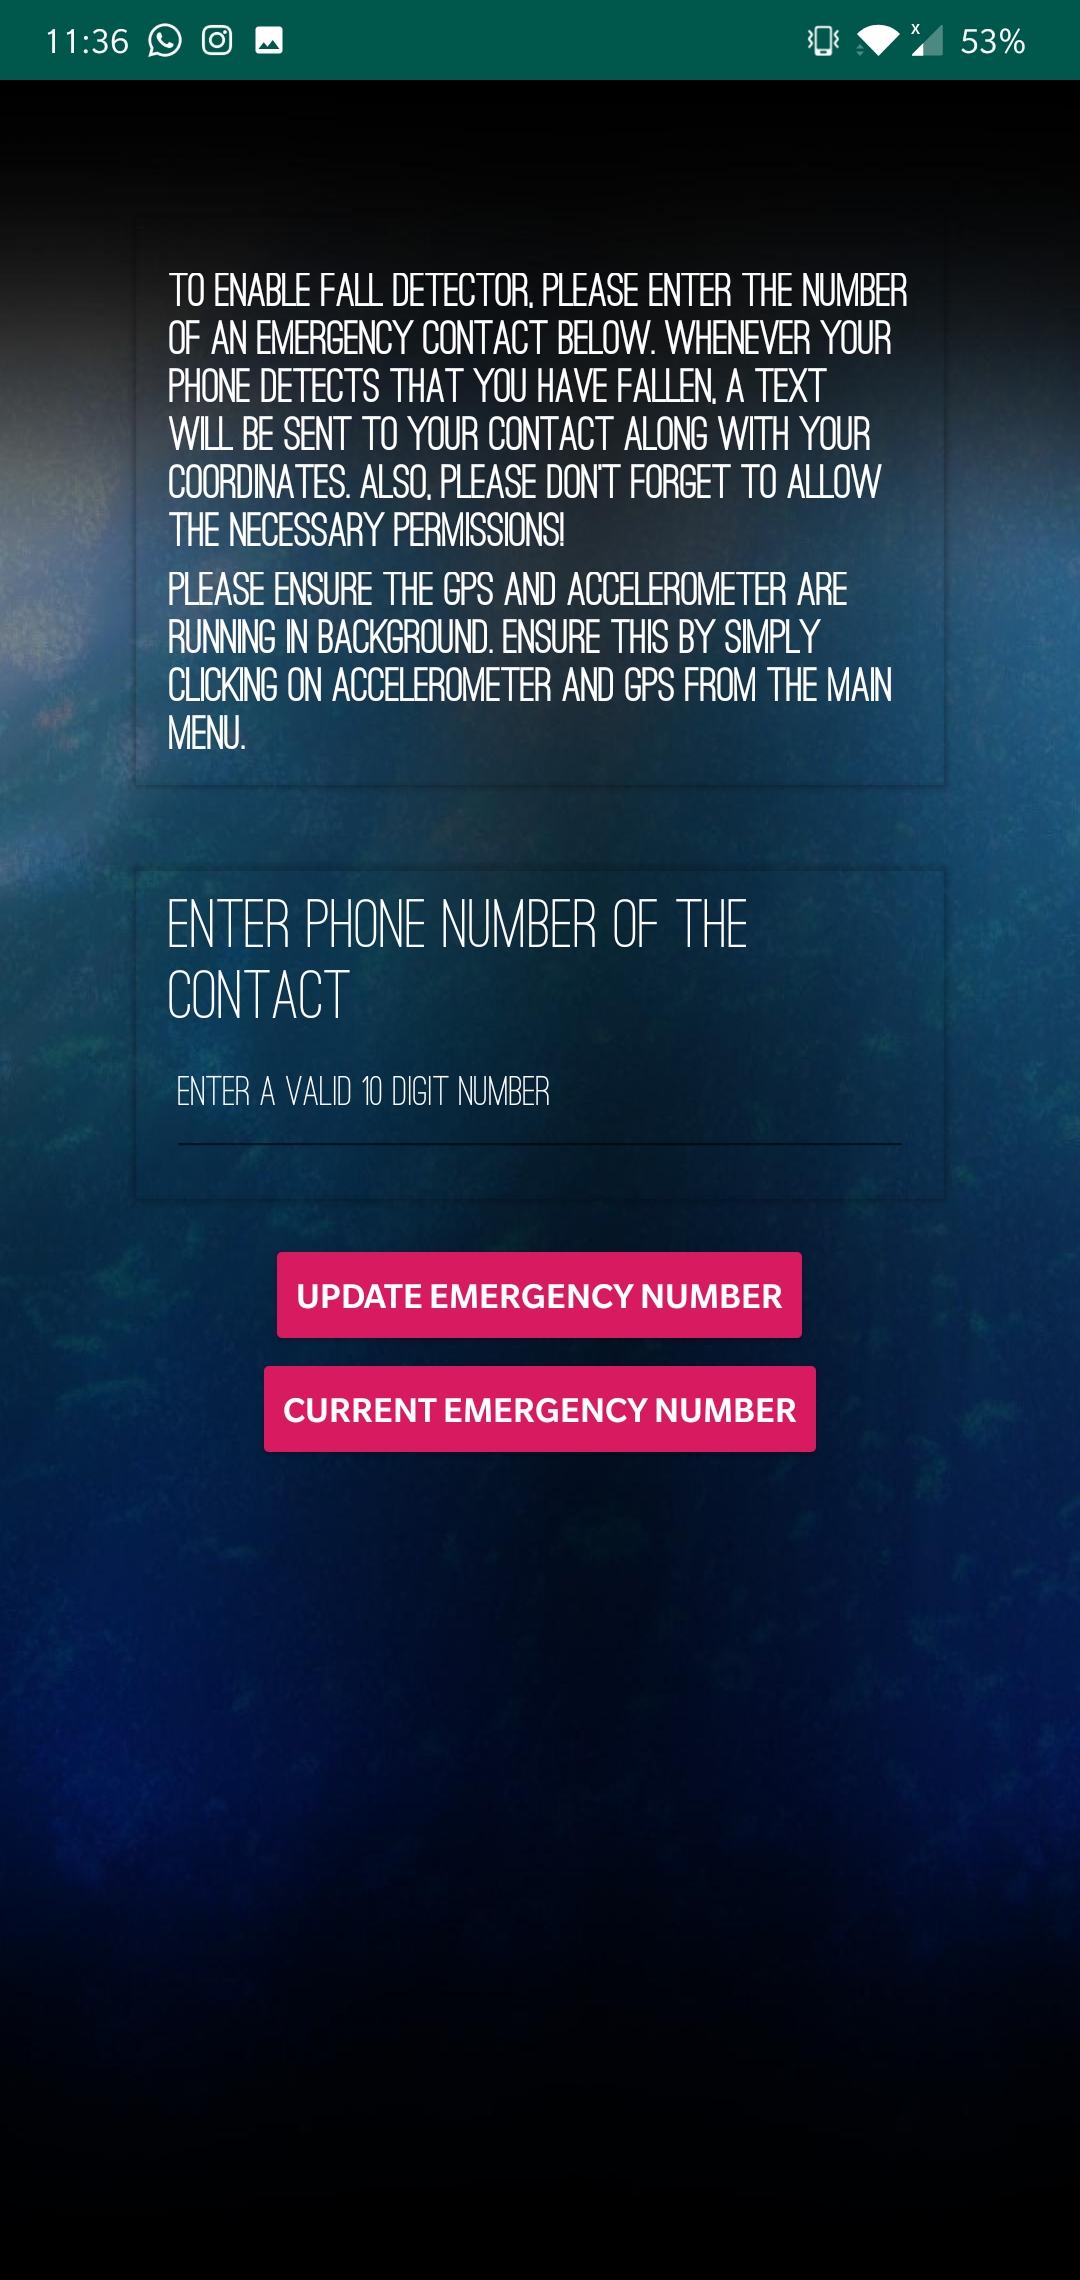 11:36
53%
TO ENABLE FALL DETECTOR, PLEASE ENTER THE NUMBER
OF AN EMERGENCY CONTACT BELOW. WHENEVER YOUR
PHONE DETECTS THAT YOU HAVE FALLEN, A TEXT
WILL BE SENT TO YOUR CONTACT ALONG WITH YOUR
COORDINATES. ALSO, PLEASE DON'T FORGET TO ALLOW
THE NECESSARY PERMISSIONS!
PLEASE ENSURE THE GPS AND ACCELEROMETER ARE
RUNNING IN BACKGROUND. ENSURE THIS BY SIMPLY
CLICKING ON ACCELEROMETER AND GPS FROM THE MAIN
MENU.
ENTER PHONE NUMBER OF THE
CONTACT
ENTER A VALID 10 DIGIT NUMBER
UPDATE EMERGENCY NUMBER
CURRENT EMERGENCY NUMBER